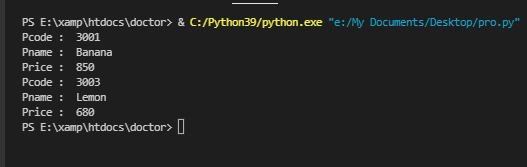 PS E:\xamp\htdocs\doctor> & C:/Python39/python.exe "e:/My Documents/Desktop/pro.py"
Pcode :  3001
Pname :  Banana
Price :  850
Pcode :  3003
Pname :  Lemon
Price :  680
PS E:\xamp\htdocs\doctor>